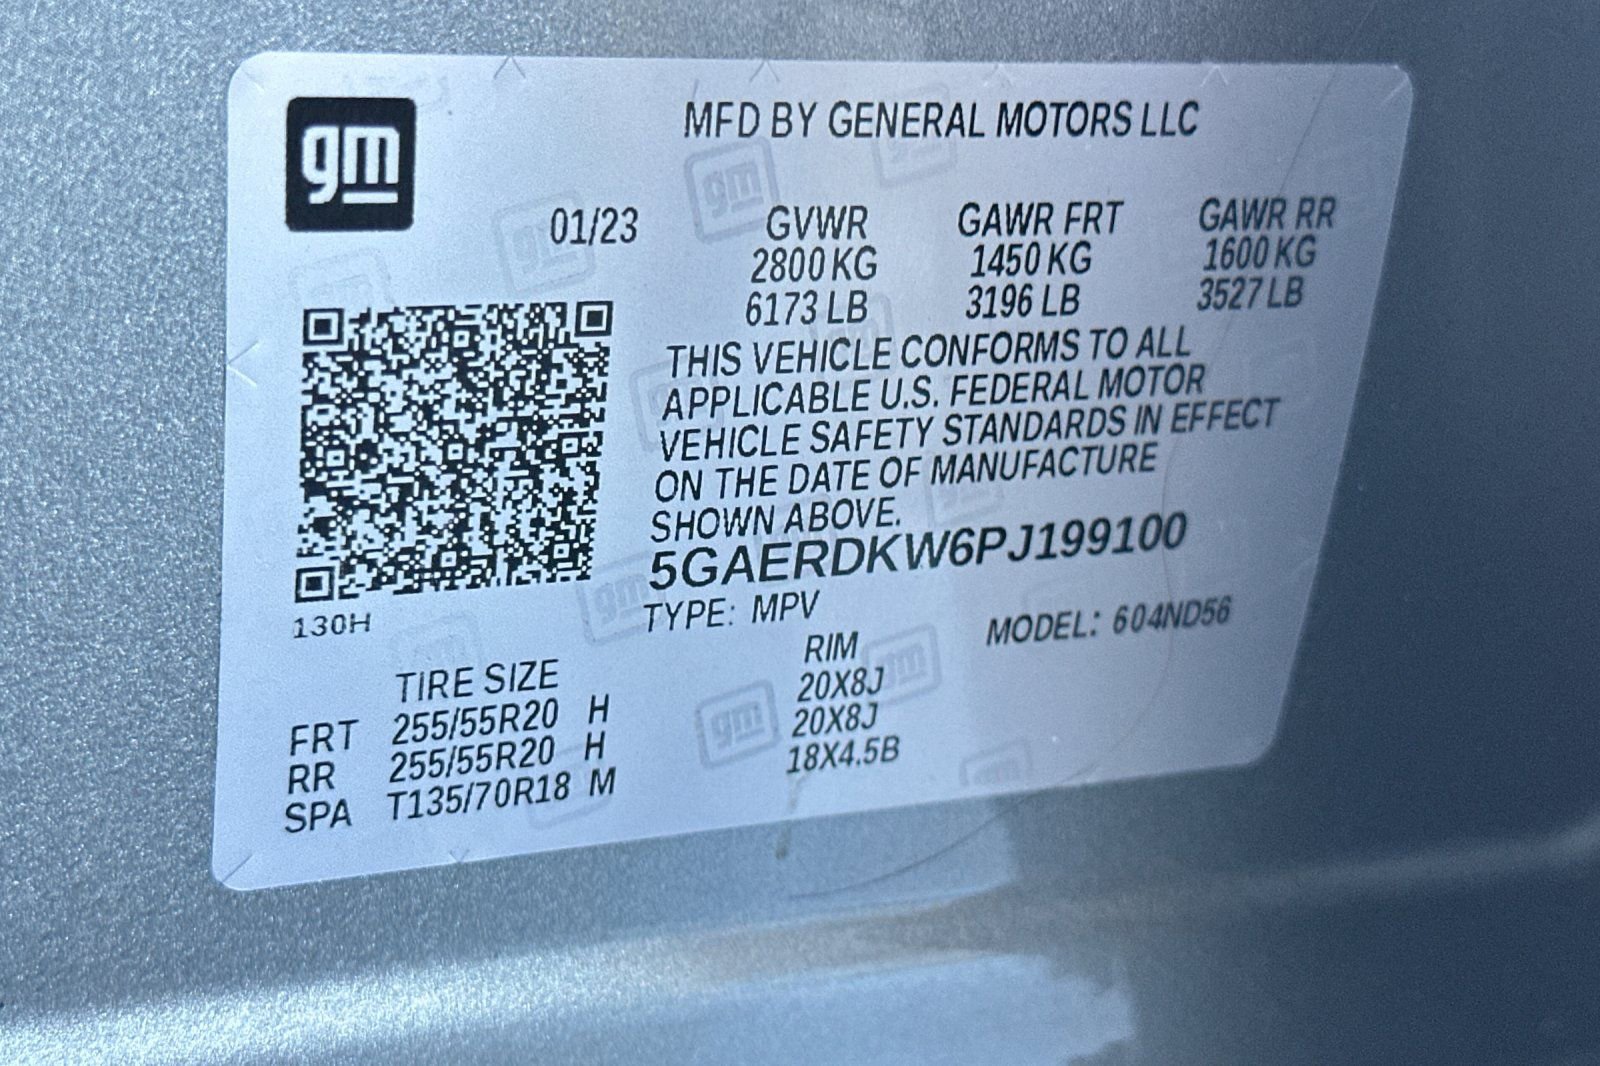 gm
MFD BY GENERAL MOTORS LLC
01/23 GVWR GAWR FRT GAWR RR
2800 KG 1450 KG 1600 KG
6173 LB 3196 LB 3527 LB
THIS VEHICLE CONFORMS TO ALL
APPLICABLE U.S. FEDERAL MOTOR
VEHICLE SAFETY STANDARDS IN EFFECT
ON THE DATE OF MANUFACTURE
SHOWN ABOVE.
5GAERDKW6PJ199100
130H
TYPE: MPV MODEL: 604ND56
TIRE SIZE RIM
FRT 255/55R20 H 20X8J
RR 255/55R20 H 20X8J
SPA T135/70R18 M 18X4.5B